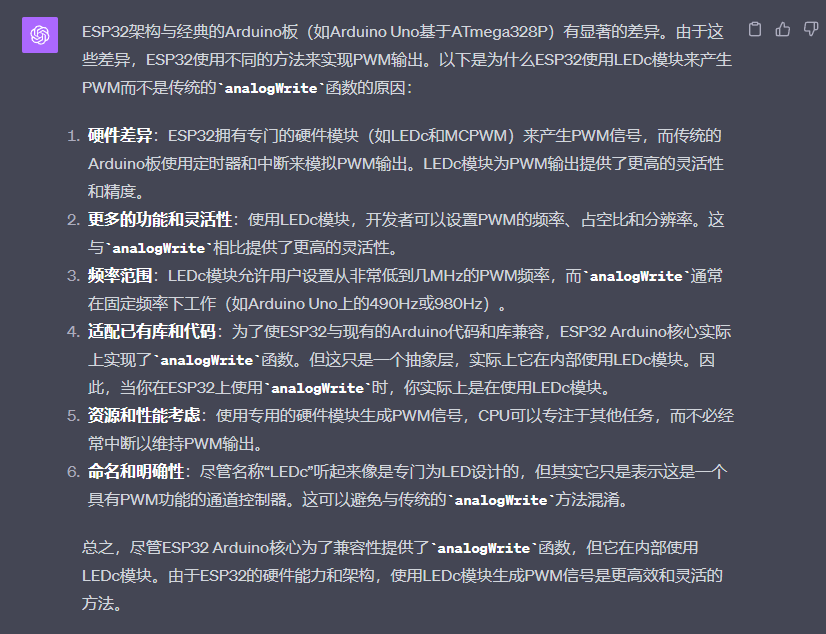 ESP32架构与经典的Arduino板（如Arduino Uno基于ATmega328P）有显著的差异。由于这
些差异，ESP32使用不同的方法来实现PWM输出。以下是为什么ESP32使用LEDc模块来产生
PWM而不是传统的`analogWrite`函数的原因：
1. 硬件差异：ESP32拥有专门的硬件模块（如LEDc和MCPWM）来产生PWM信号，而传统的
Arduino板使用定时器和中断来模拟PWM输出。LEDc模块为PWM输出提供了更高的灵活性
和精度。
2. 更多的功能和灵活性：使用LEDc模块，开发者可以设置PWM的频率、占空比和分辨率。这
与`analogWrite`相比提供了更高的灵活性。
3. 频率范围：LEDc模块允许用户设置从非常低到几MHz的PWM频率，而`analogWrite`通常
在固定频率下工作（如Arduino Uno上的490Hz或980Hz）。
4. 适配已有库和代码：为了使ESP32与现有的Arduino代码和库兼容，ESP32 Arduino核心实际
上实现了`analogWrite`函数。但这只是一个抽象层，实际上它在内部使用LEDc模块。因
此，当你在ESP32上使用`analogWrite`时，你实际上是在使用LEDc模块。
5. 资源和性能考虑：使用专用的硬件模块生成PWM信号，CPU可以专注于其他任务，而不必经
常中断以维持PWM输出。
6. 命名和明确性：尽管名称“LEDc”听起来像是专门为LED设计的，但其实它只是表示这是一个
具有PWM功能的通道控制器。这可以避免与传统的`analogWrite`方法混淆。
总之，尽管ESP32 Arduino核心为了兼容性提供了`analogWrite`函数，但它在内部使用
LEDc模块。由于ESP32的硬件能力和架构，使用LEDc模块生成PWM信号是更高效和灵活的
方法。